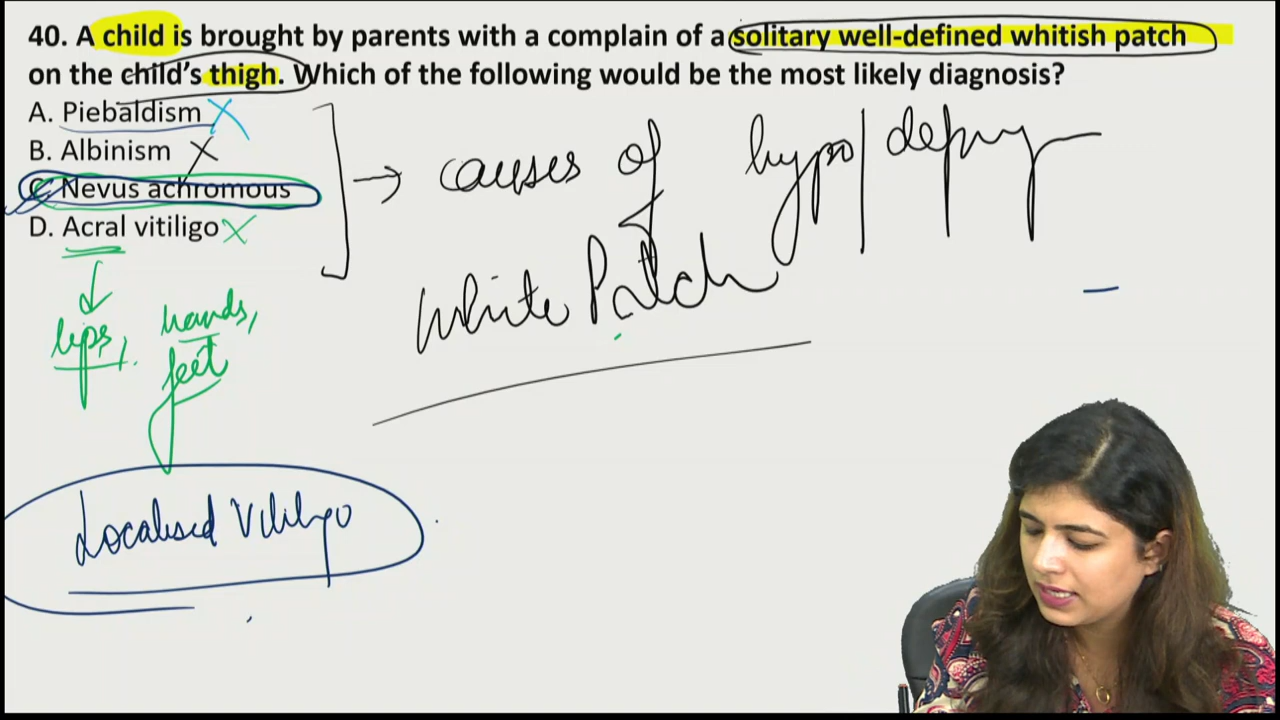 40. A child is brought by parents with a complain of a solitary well-defined whitish patch
on the child's thigh. Which of the following would be the most likely diagnosis?
A. Piebaldism
B. Albinism
C. Nevus achromous
D. Acral vitiligo
causes of hypo/depig
White Patch
lips, hands,
feet
Localised Vitiligo